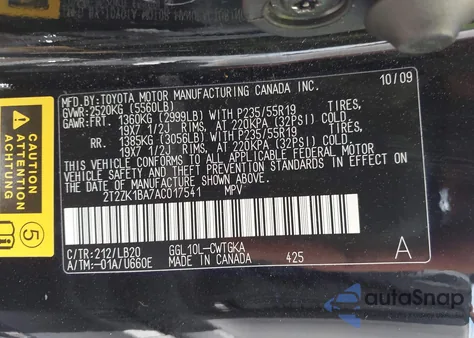 MFD.BY:TOYOTA MOTOR MANUFACTURING CANADA INC.
10/09
GVWR:2520KG (5560LB)
GAWR:FRT. 1360KG (2999LB)WITH P235/55R19 TIRES,
19X7 1/2J RIMS, AT 220KPA (32PSI) COLD.
RR. 1385KG (3056LB)WITH P235/55R19 TIRES,
19X7 1/2J RIMS, AT 220KPA (32PSI) COLD.
THIS VEHICLE CONFORMS TO ALL APPLICABLE FEDERAL MOTOR
VEHICLE SAFETY AND THEFT PREVENTION STANDARDS IN
EFFECT ON THE DATE OF MANUFACTURE SHOWN ABOVE.
2T2ZK1BA7AC017541 MPV
C/TR:212/LB20 GGL10L-CWTGKA A
A/TM:-01A/U660E MADE IN CANADA 425
ATTENTION
CAUTION
ACHTUNG
5
autoSnap